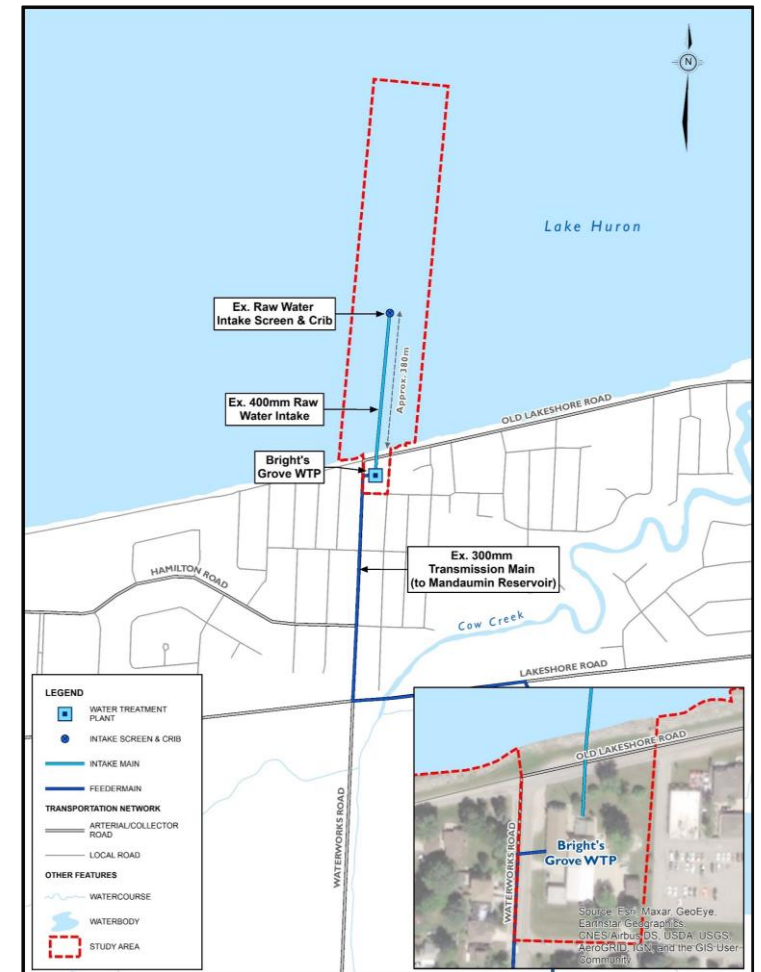 N
Lake Huron
Ex. Raw Water
Intake Screen & Crib
Approx. 380m
Ex. 400mm Raw
Water Intake
OLD LAKESHORE ROAD
Bright's
Grove WTP
Ex. 300mm
Transmission Main
(to Mandaumin Reservoir)
HAMILTON ROAD
Cow Creek
LAKESHORE ROAD
WATERWORKS ROAD
LEGEND
WATER TREATMENT
PLANT
INTAKE SCREEN & CRIB
INTAKE MAIN
FEEDERMAIN
TRANSPORTATION NETWORK
ARTERIAL/COLLECTOR
ROAD
LOCAL ROAD
OTHER FEATURES
WATERCOURSE
WATERBODY
STUDY AREA
OLD LAKESHORE ROAD
WATERWORKS ROAD
Bright's
Grove WTP
Source: Esri, Maxar, GeoEye,
Earthstar Geographics,
CNES/Airbus DS, USDA, USGS,
AeroGRID, IGN, and the GIS User
Community